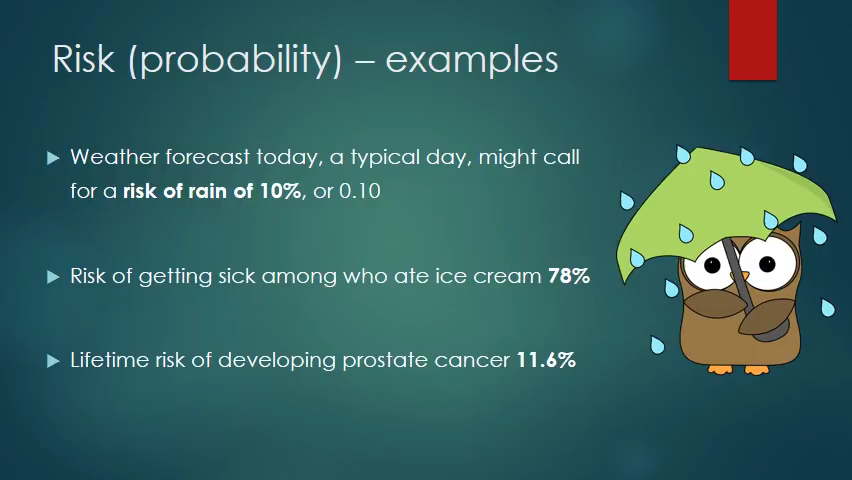 Risk (probability) – examples
Weather forecast today, a typical day, might call
for a risk of rain of 10%, or 0.10
Risk of getting sick among who ate ice cream 78%
Lifetime risk of developing prostate cancer 11.6%